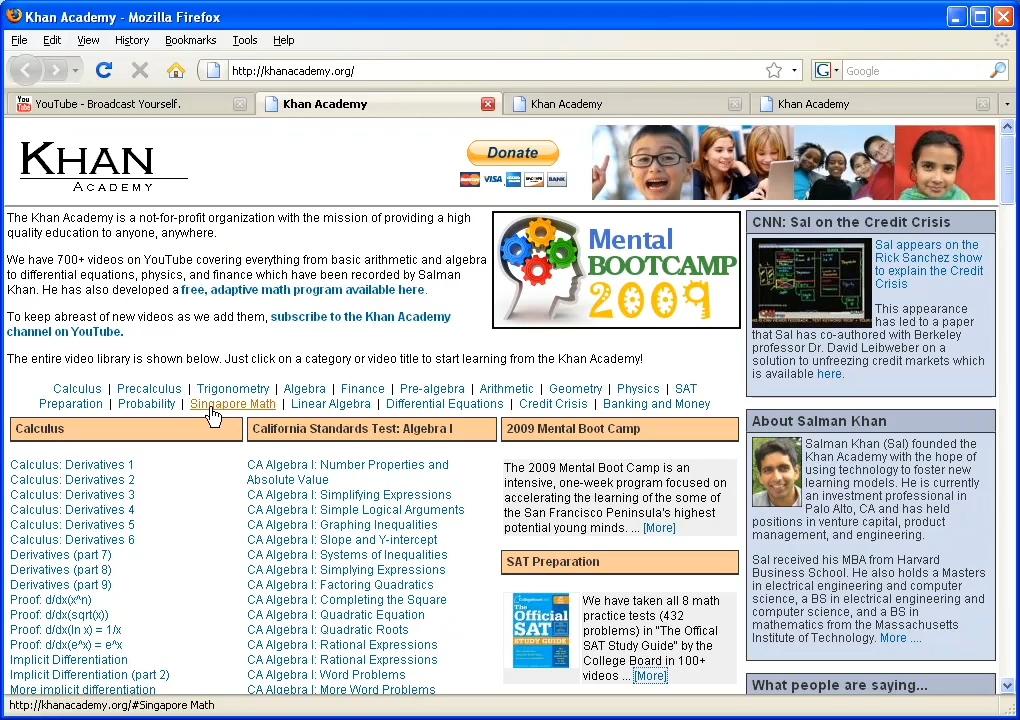 Khan Academy - Mozilla Firefox
File Edit View History Bookmarks Tools Help
http://khanacademy.org/
Google
YouTube - Broadcast Yourself.
Khan Academy
Khan Academy
Khan Academy
KHAN
ACADEMY
Donate
VISA
BANK
The Khan Academy is a not-for-profit organization with the mission of providing a high
quality education to anyone, anywhere.
We have 700+ videos on YouTube covering everything from basic arithmetic and algebra
to differential equations, physics, and finance which have been recorded by Salman
Khan. He has also developed a free, adaptive math program available here.
To keep abreast of new videos as we add them, subscribe to the Khan Academy
channel on YouTube.
The entire video library is shown below. Just click on a category or video title to start learning from the Khan Academy!
Mental
BOOTCAMP
2009
Calculus | Precalculus | Trigonometry | Algebra | Finance | Pre-algebra | Arithmetic | Geometry | Physics | SAT
Preparation | Probability | Singapore Math | Linear Algebra | Differential Equations | Credit Crisis | Banking and Money
Calculus
Calculus: Derivatives 1
Calculus: Derivatives 2
Calculus: Derivatives 3
Calculus: Derivatives 4
Calculus: Derivatives 5
Calculus: Derivatives 6
Derivatives (part 7)
Derivatives (part 8)
Derivatives (part 9)
Proof: d/dx(x^n)
Proof: d/dx(sqrt(x))
Proof: d/dx(ln x) = 1/x
Proof: d/dx(e^x) = e^x
Implicit Differentiation
Implicit Differentiation (part 2)
More implicit differentiation
California Standards Test: Algebra I
CA Algebra I: Number Properties and
Absolute Value
CA Algebra I: Simplifying Expressions
CA Algebra I: Simple Logical Arguments
CA Algebra I: Graphing Inequalities
CA Algebra I: Slope and Y-intercept
CA Algebra I: Systems of Inequalities
CA Algebra I: Simplying Expressions
CA Algebra I: Factoring Quadratics
CA Algebra I: Completing the Square
CA Algebra I: Quadratic Equation
CA Algebra I: Quadratic Roots
CA Algebra I: Rational Expressions
CA Algebra I: Rational Expressions
CA Algebra I: Word Problems
CA Algebra I: More Word Problems
2009 Mental Boot Camp
The 2009 Mental Boot Camp is an
intensive, one-week program focused on
accelerating the learning of the some of
the San Francisco Peninsula's highest
potential young minds. ... [More]
SAT Preparation
The
Official
SAT
STUDY GUIDE
We have taken all 8 math
practice tests (432
problems) in "The Offical
SAT Study Guide" by the
College Board in 100+
videos ... [More]
CNN: Sal on the Credit Crisis
Sal appears on the
Rick Sanchez show
to explain the Credit
Crisis
This appearance
has led to a paper
that Sal has co-authored with Berkeley
professor Dr. David Leibweber on a
solution to unfreezing credit markets which
is available here.
About Salman Khan
Salman Khan (Sal) founded the
Khan Academy with the hope of
using technology to foster new
learning models. He is currently
an investment professional in
Palo Alto, CA and has held
positions in venture capital, product
management, and engineering.
Sal received his MBA from Harvard
Business School. He also holds a Masters
in electrical engineering and computer
science, a BS in electrical engineering and
computer science, and a BS in
mathematics from the Massachusetts
Institute of Technology. More ....
What people are saying...
http://khanacademy.org/#Singapore Math